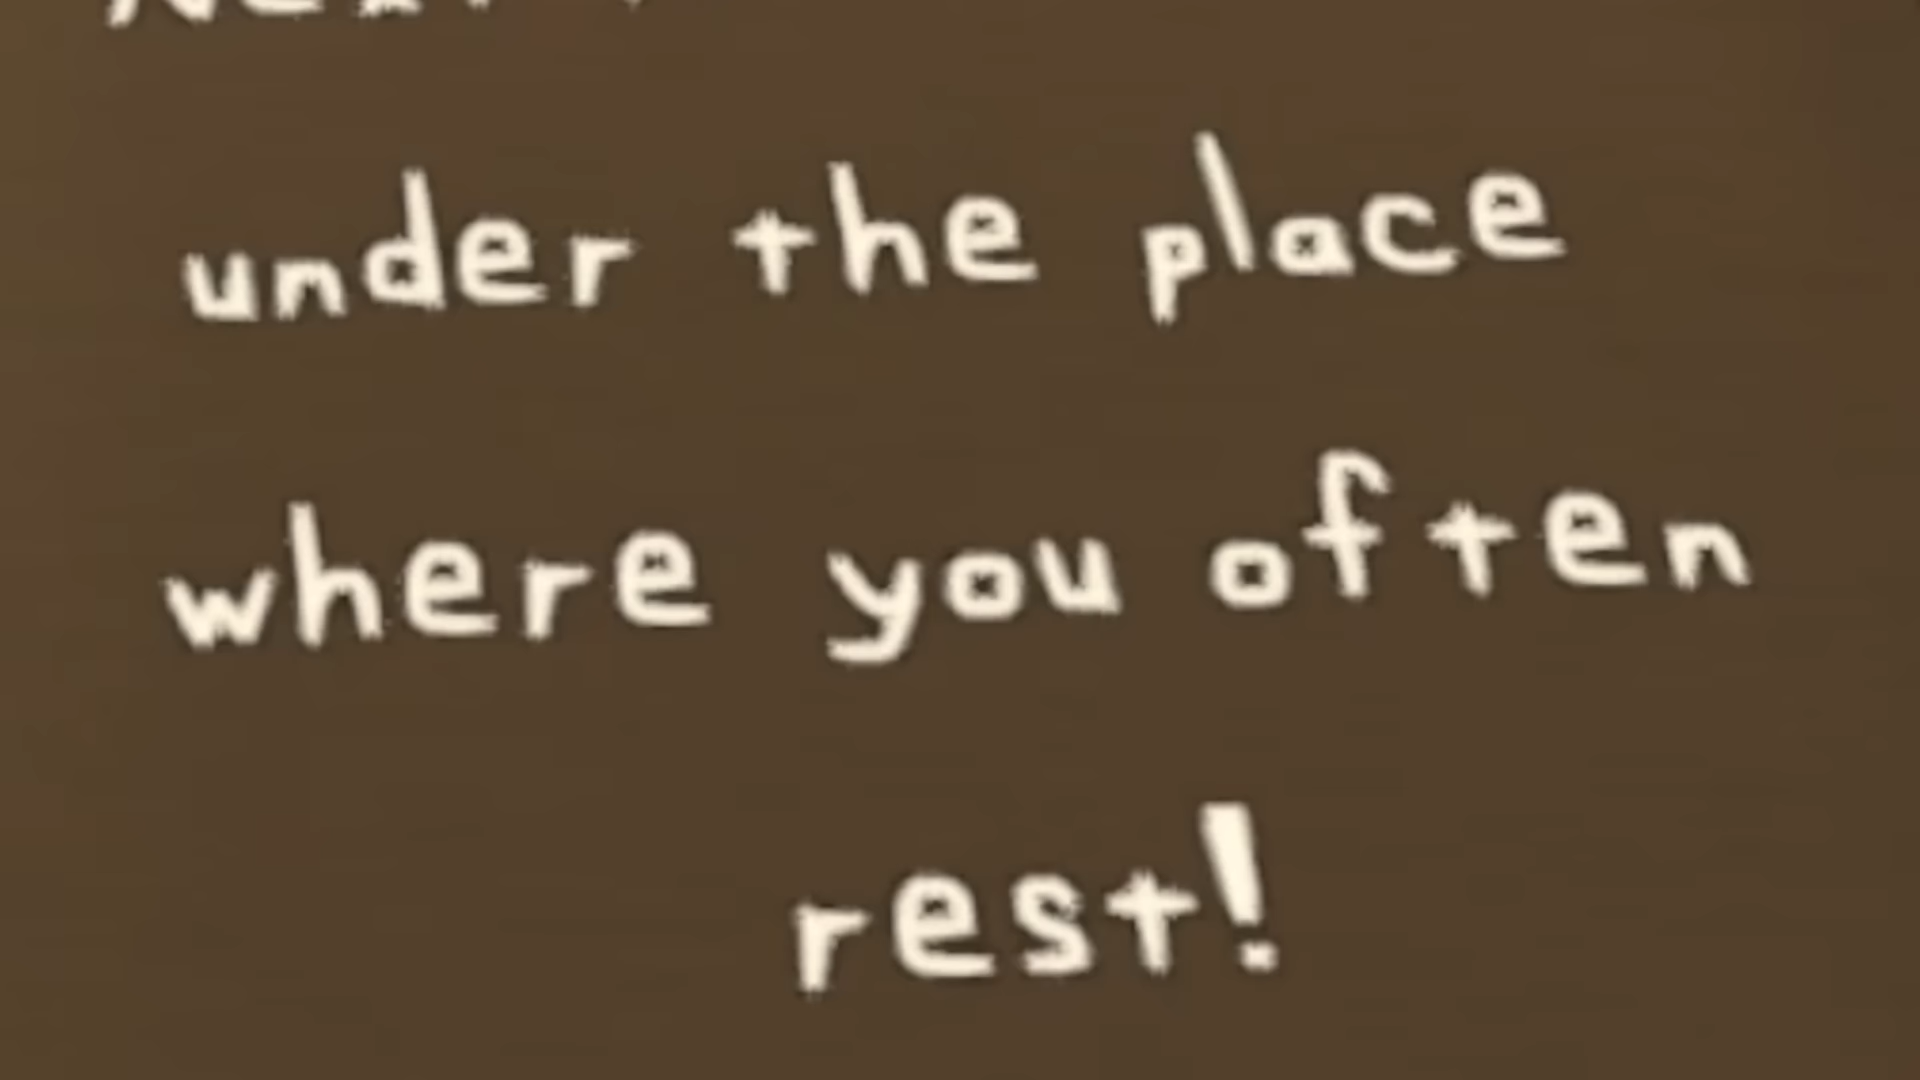 under the place
where you often
rest!